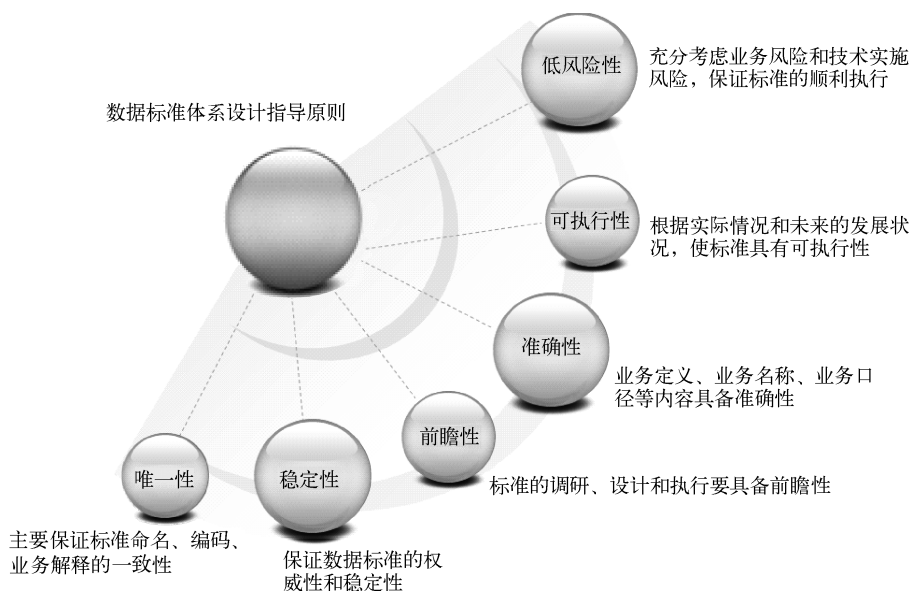 数据标准体系设计指导原则
低风险性
充分考虑业务风险和技术实施
风险，保证标准的顺利执行
可执行性
根据实际情况和未来的发展状
况，使标准具有可执行性
准确性
业务定义、业务名称、业务口
径等内容具备准确性
前瞻性
标准的调研、设计和执行要具备前瞻性
稳定性
保证数据标准的权
威性和稳定性
唯一性
主要保证标准命名、编码、
业务解释的一致性